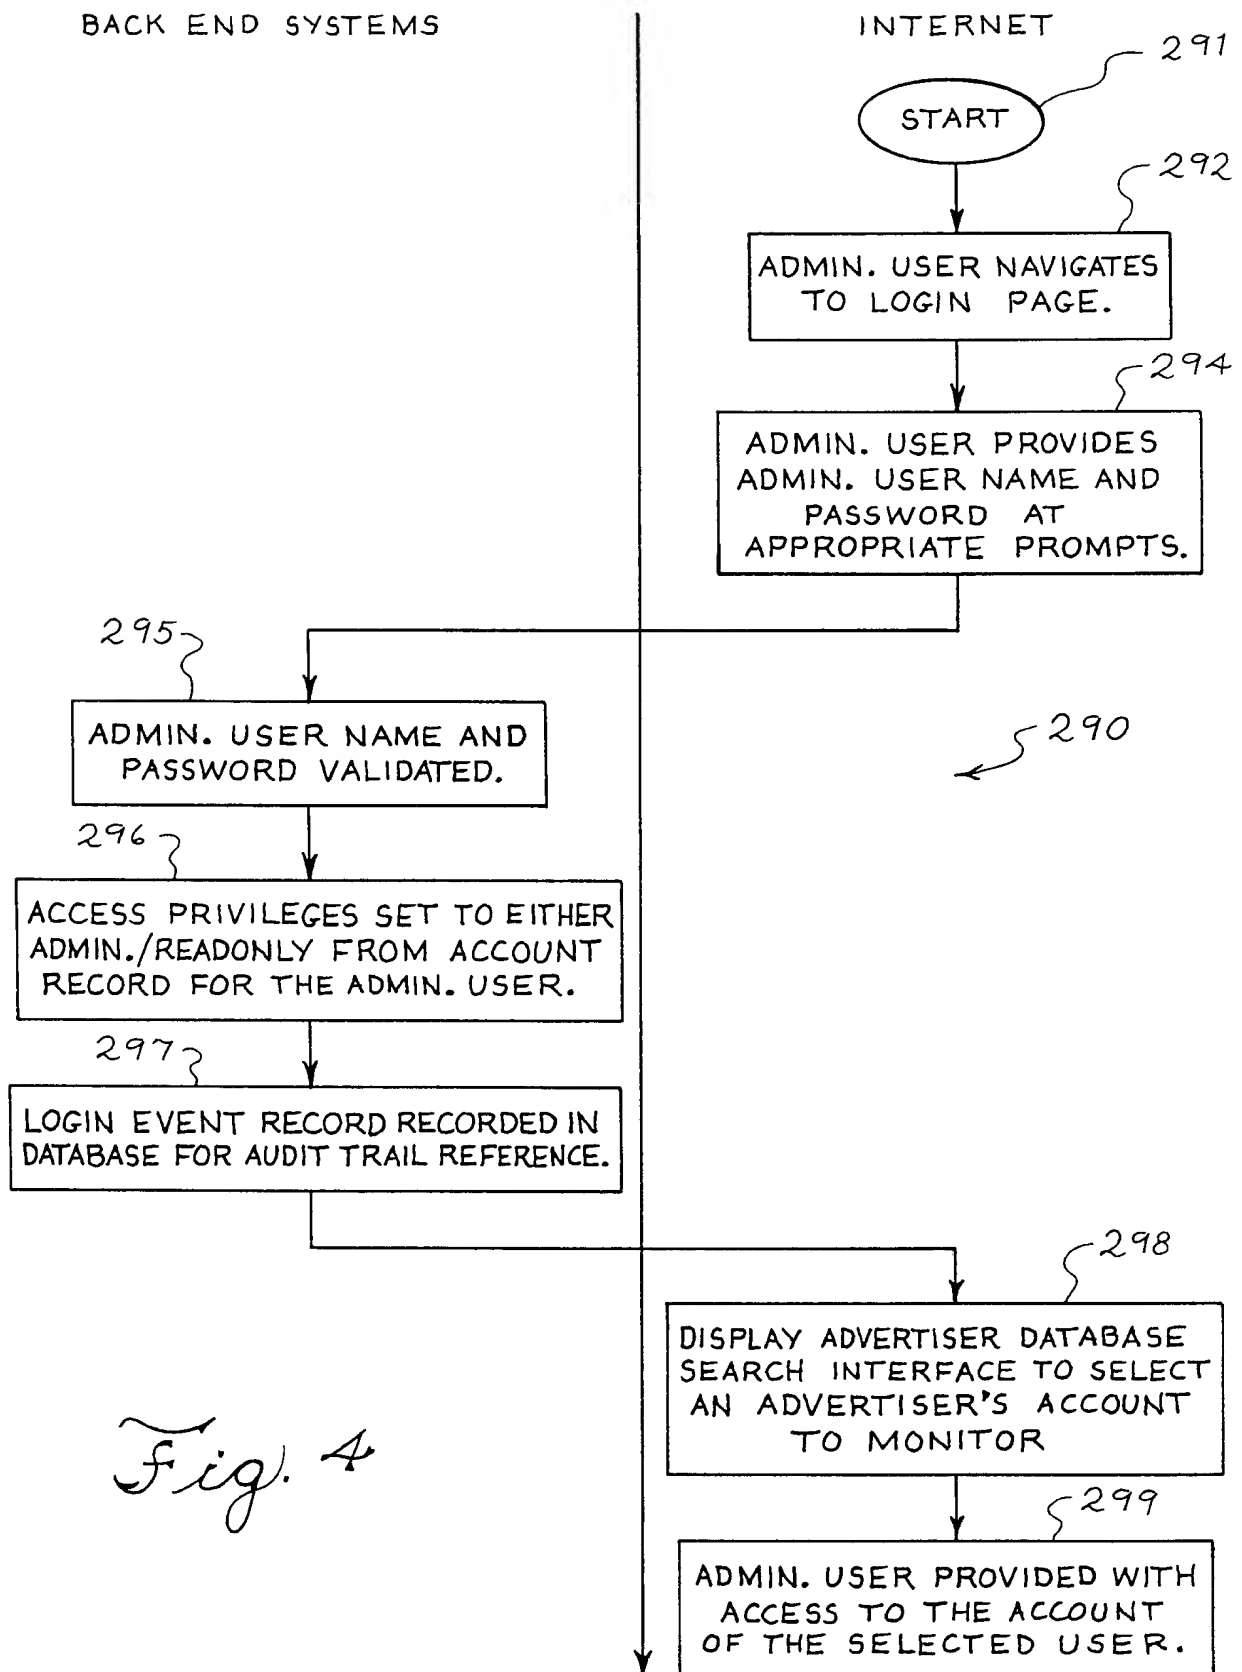 BACK END SYSTEMS
INTERNET
291
START
292
ADMIN. USER NAVIGATES
TO LOGIN PAGE.
294
ADMIN. USER PROVIDES
ADMIN. USER NAME AND
PASSWORD AT
APPROPRIATE PROMPTS.
295
ADMIN. USER NAME AND
PASSWORD VALIDATED.
290
296
ACCESS PRIVILEGES SET TO EITHER
ADMIN./READONLY FROM ACCOUNT
RECORD FOR THE ADMIN. USER.
297
LOGIN EVENT RECORD RECORDED IN
DATABASE FOR AUDIT TRAIL REFERENCE.
298
DISPLAY ADVERTISER DATABASE
SEARCH INTERFACE TO SELECT
AN ADVERTISER'S ACCOUNT
TO MONITOR
Fig. 4
299
ADMIN. USER PROVIDED WITH
ACCESS TO THE ACCOUNT
OF THE SELECTED USER.